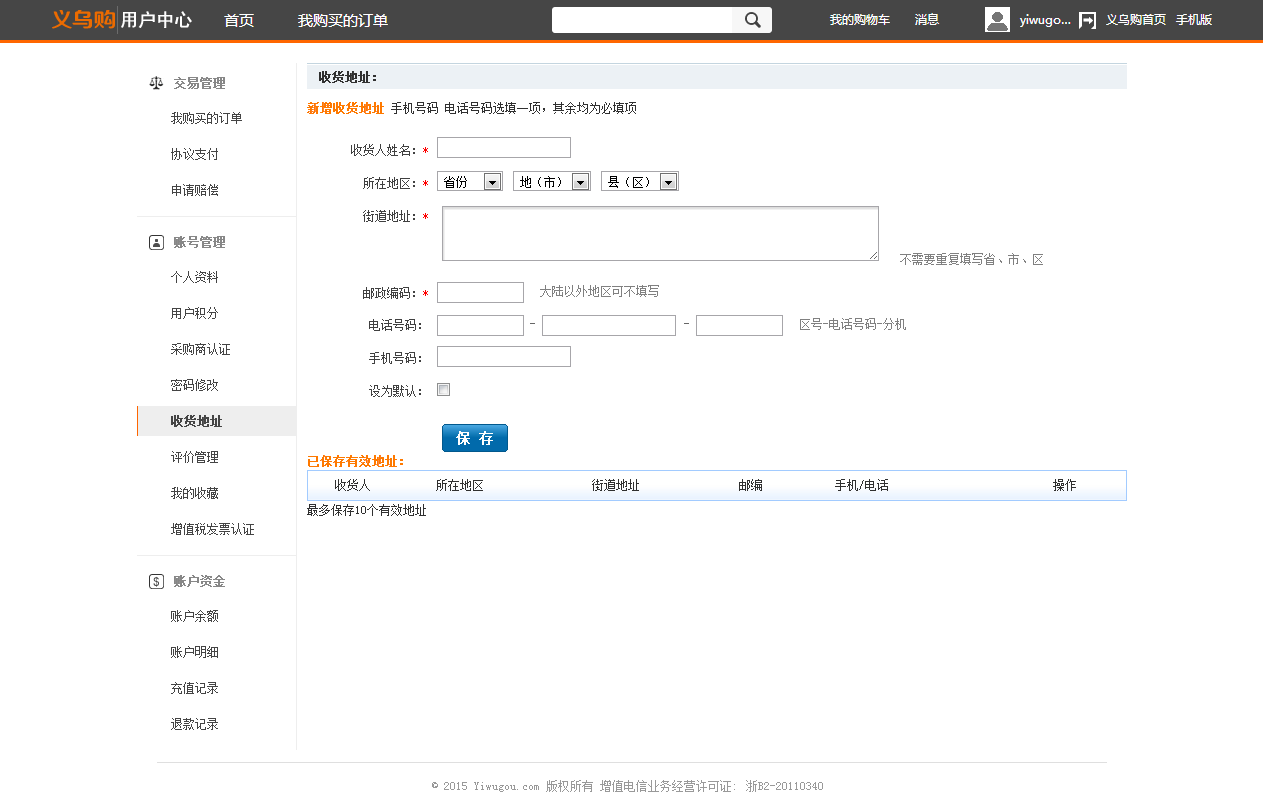 义乌购 用户中心 首页 我购买的订单 我的购物车 消息 yiwugo... 义乌购首页 手机版
交易管理
我购买的订单
协议支付
申请赔偿
账号管理
个人资料
用户积分
采购商认证
密码修改
收货地址
评价管理
我的收藏
增值税发票认证
账户资金
账户余额
账户明细
充值记录
退款记录
收货地址：
新增收货地址 手机号码 电话号码选填一项，其余均为必填项
收货人姓名：*
所在地区：* 省份 地（市） 县（区）
街道地址：* 不需要重复填写省、市、区
邮政编码：* 大陆以外地区可不填写
电话号码： - - 区号-电话号码-分机
手机号码：
设为默认：
保 存
已保存有效地址：
收货人 所在地区 街道地址 邮编 手机/电话 操作
最多保存10个有效地址
© 2015 Yiwugou.com 版权所有 增值电信业务经营许可证： 浙B2-20110340